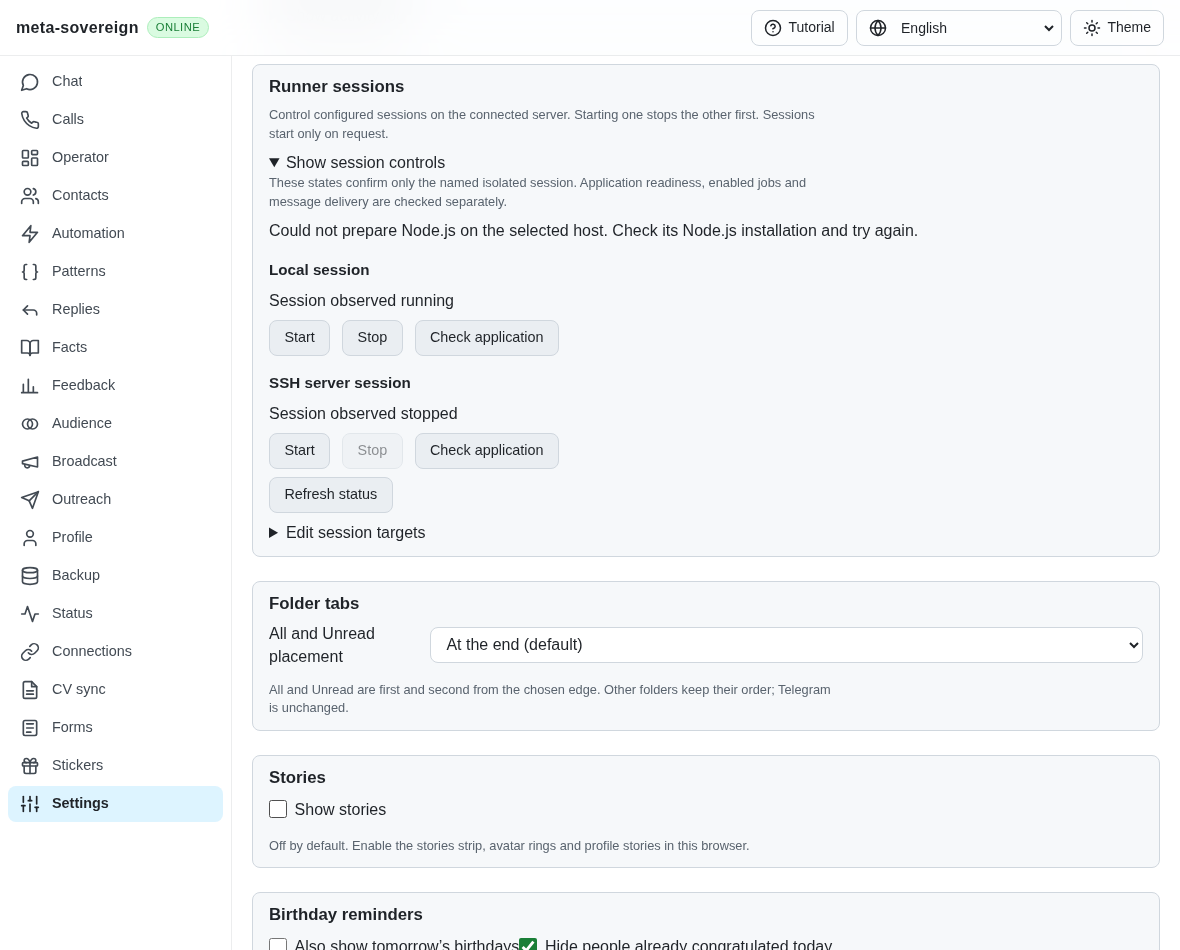 meta-sovereign ONLINE Tutorial English Theme
Chat
Calls
Operator
Contacts
Automation
Patterns
Replies
Facts
Feedback
Audience
Broadcast
Outreach
Profile
Backup
Status
Connections
CV sync
Forms
Stickers
Settings
Runner sessions
Control configured sessions on the connected server. Starting one stops the other first. Sessions
start only on request.
Show session controls
These states confirm only the named isolated session. Application readiness, enabled jobs and
message delivery are checked separately.
Could not prepare Node.js on the selected host. Check its Node.js installation and try again.
Local session
Session observed running
Start Stop Check application
SSH server session
Session observed stopped
Start Stop Check application
Refresh status
Edit session targets
Folder tabs
All and Unread
placement
At the end (default)
All and Unread are first and second from the chosen edge. Other folders keep their order; Telegram
is unchanged.
Stories
Show stories
Off by default. Enable the stories strip, avatar rings and profile stories in this browser.
Birthday reminders
Also show tomorrow’s birthdays Hide people already congratulated today